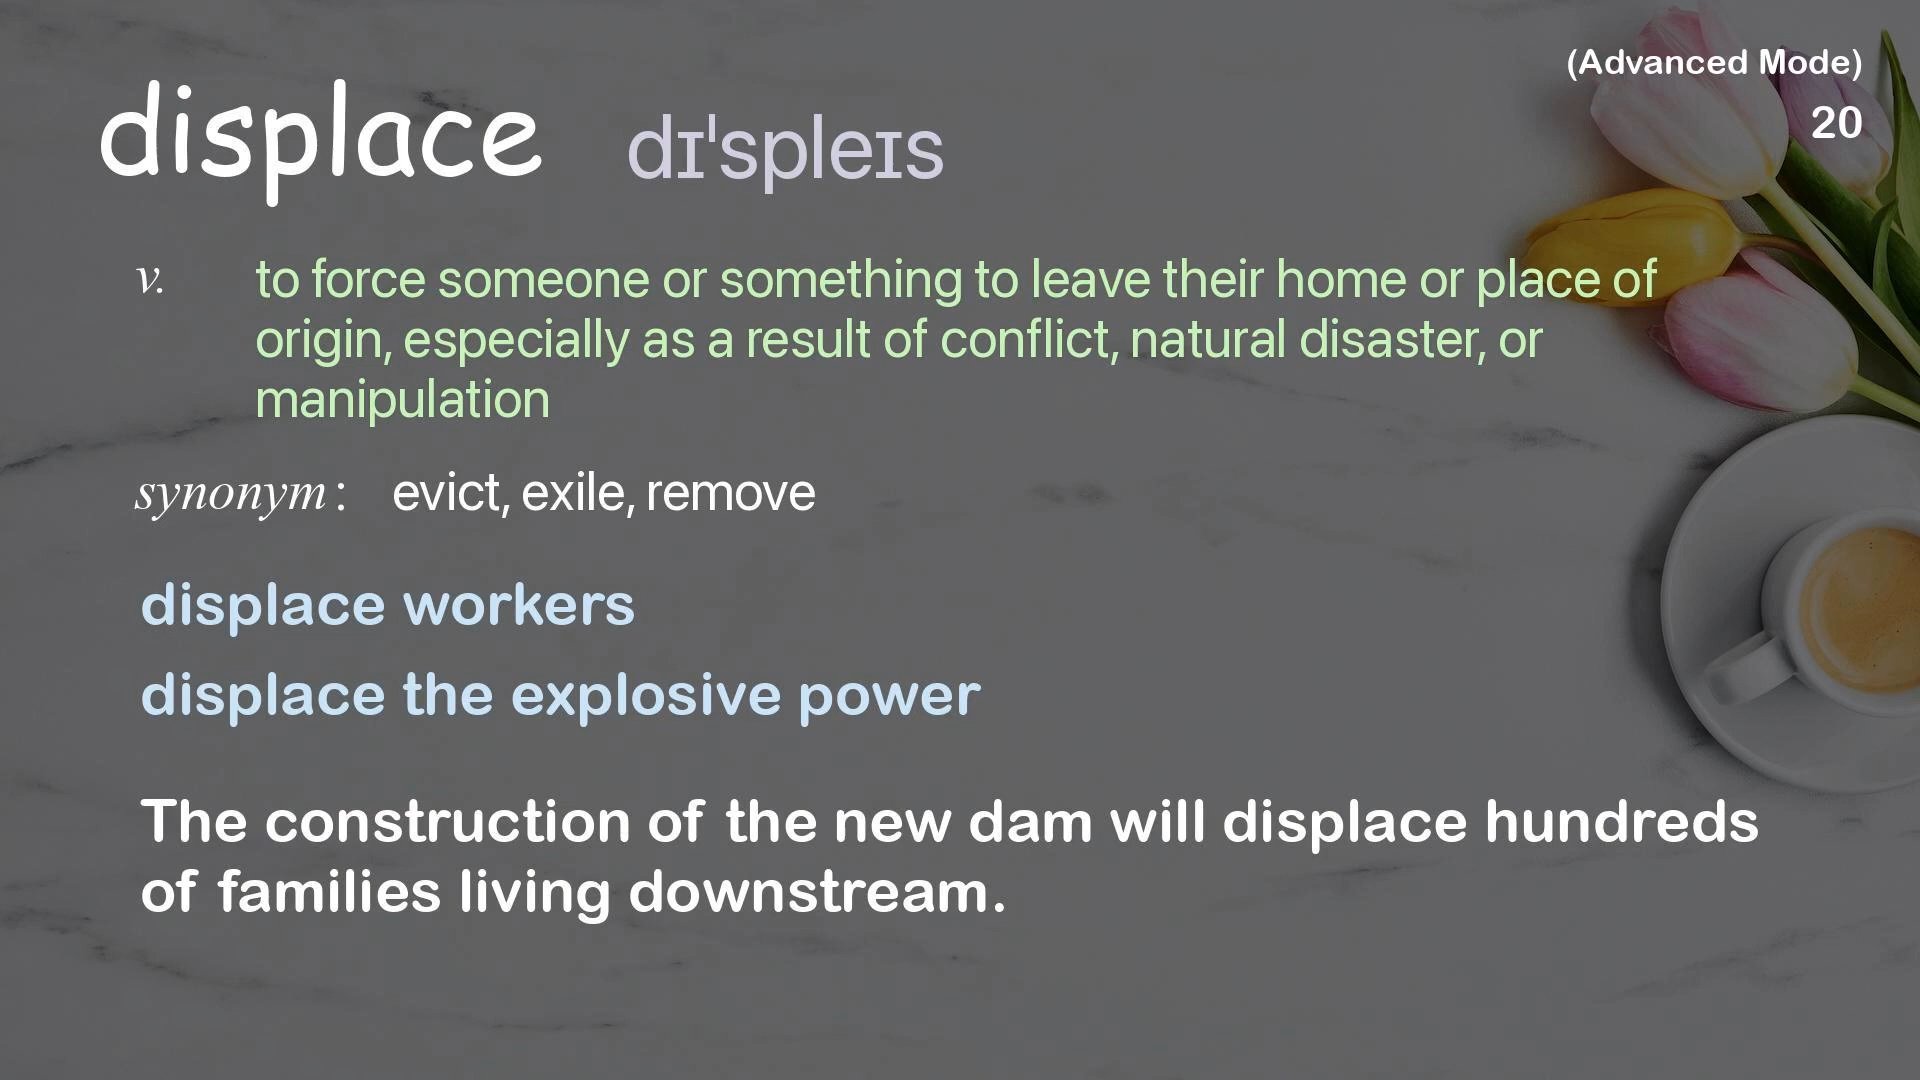 (Advanced Mode)
20
displace dɪˈspleɪs
v. to force someone or something to leave their home or place of
origin, especially as a result of conflict, natural disaster, or
manipulation
synonym: evict, exile, remove
displace workers
displace the explosive power
The construction of the new dam will displace hundreds
of families living downstream.